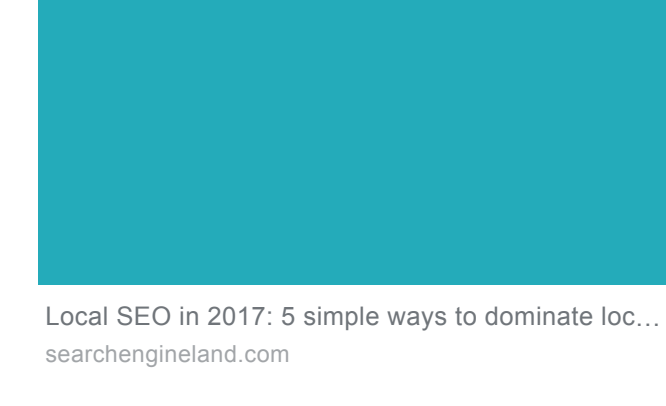 Local SEO in 2017: 5 simple ways to dominate loc...
searchengineland.com